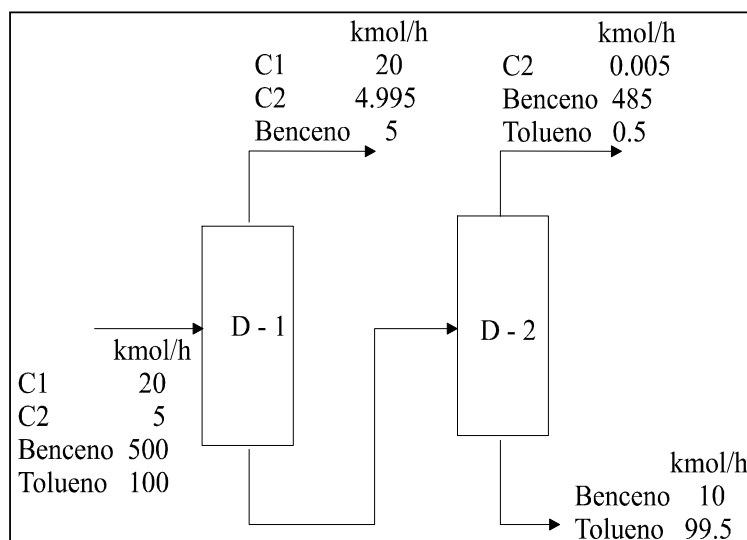 kmol/h
C1 20
C2 4.995
Benceno 5
kmol/h
C2 0.005
Benceno 485
Tolueno 0.5
D - 1
D - 2
kmol/h
C1 20
C2 5
Benceno 500
Tolueno 100
kmol/h
Benceno 10
Tolueno 99.5